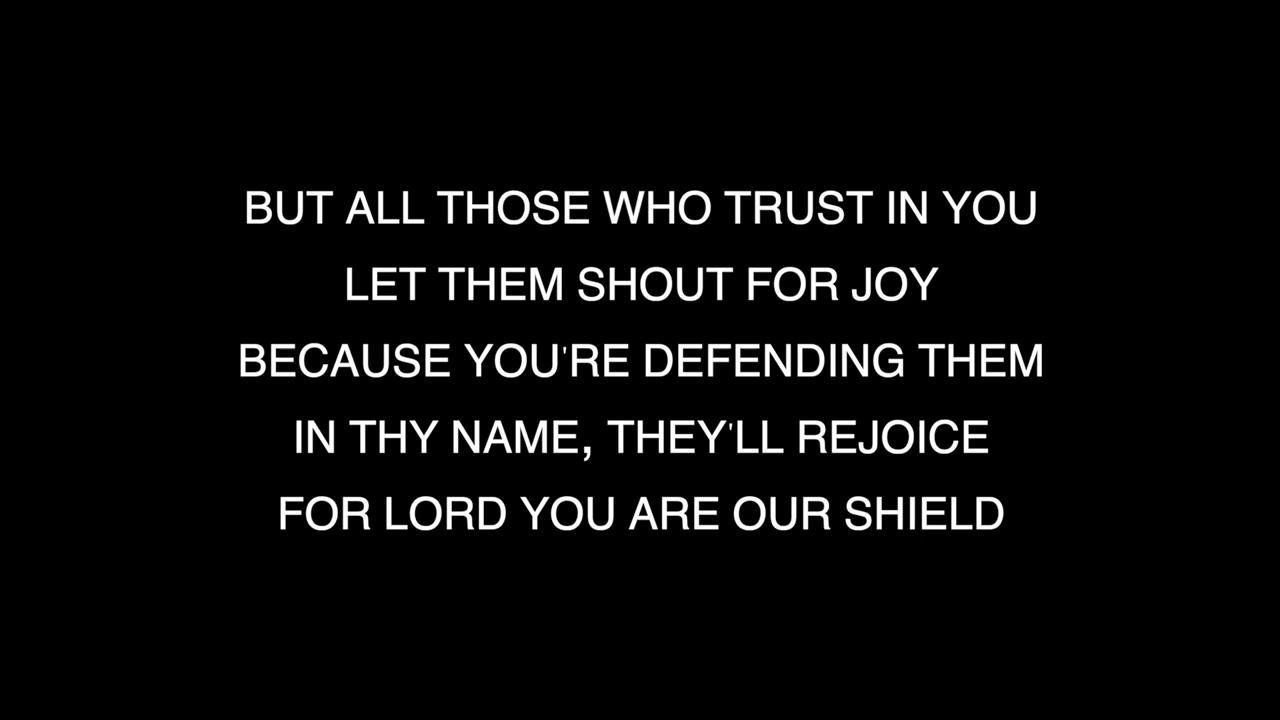 BUT ALL THOSE WHO TRUST IN YOU
LET THEM SHOUT FOR JOY
BECAUSE YOU'RE DEFENDING THEM
IN THY NAME, THEY'LL REJOICE
FOR LORD YOU ARE OUR SHIELD